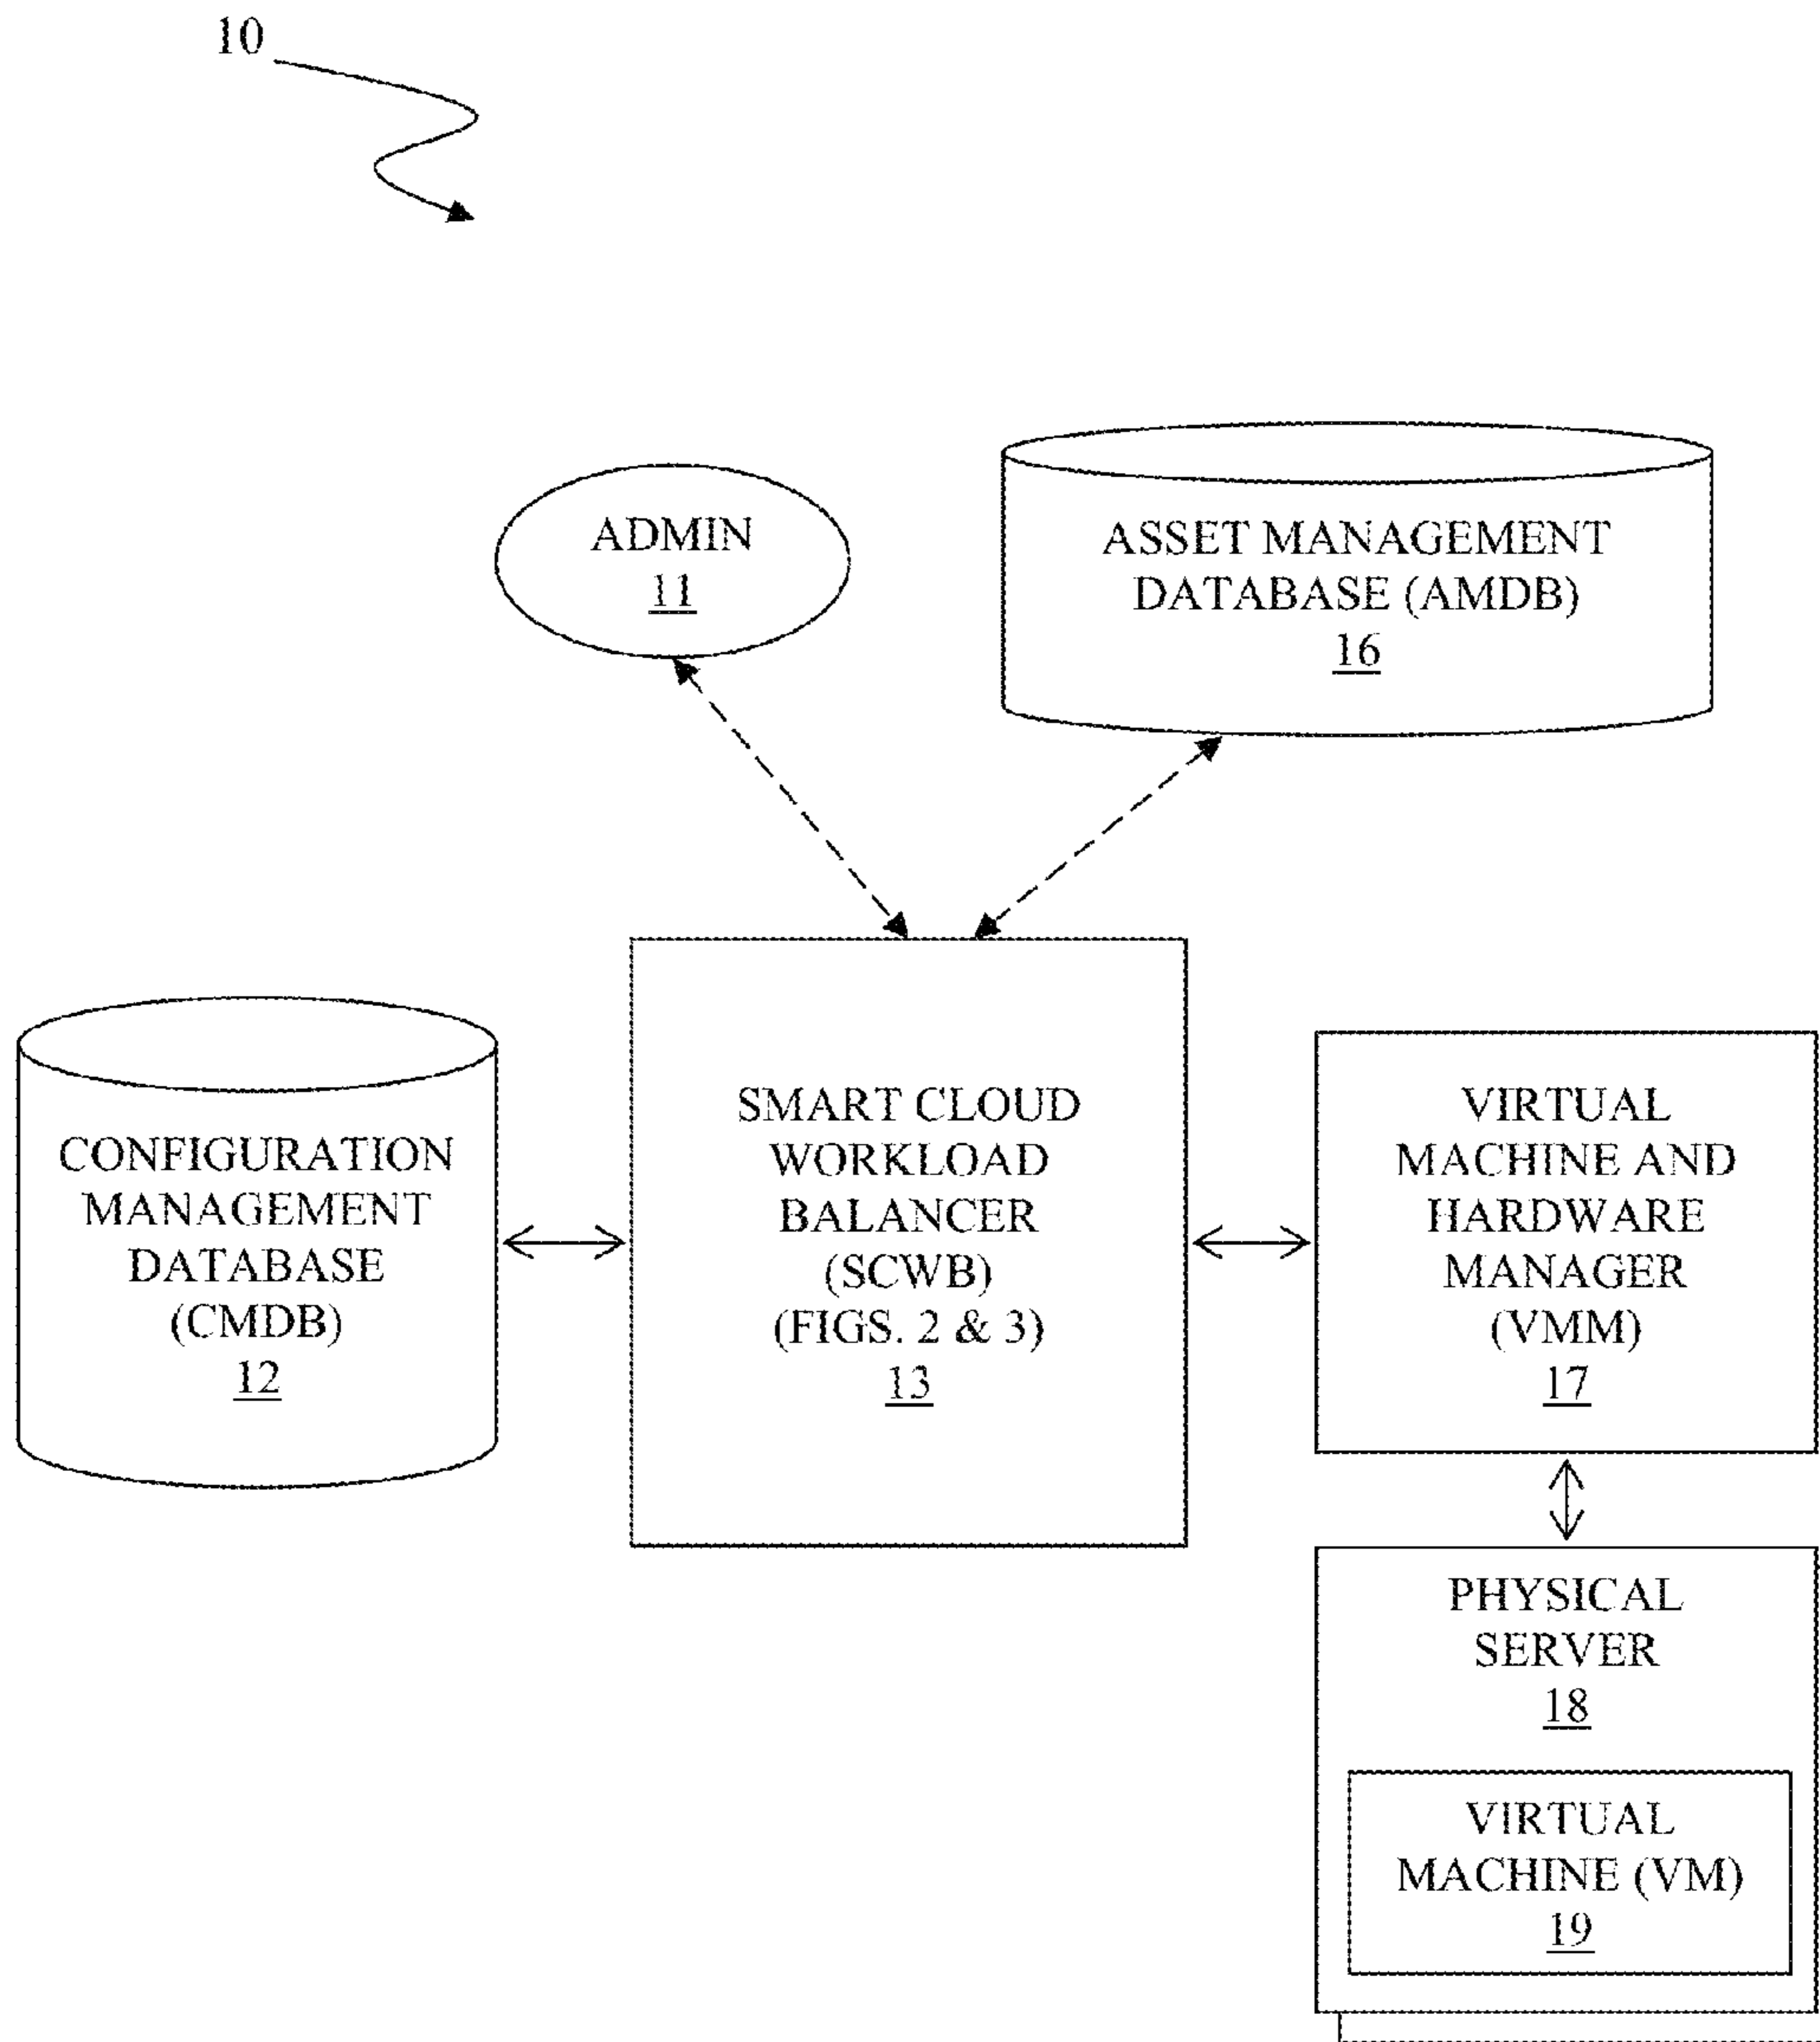 10
ADMIN
11
ASSET MANAGEMENT
DATABASE (AMDB)
16
CONFIGURATION
MANAGEMENT
DATABASE
(CMDB)
12
SMART CLOUD
WORKLOAD
BALANCER
(SCWB)
(FIGS. 2 & 3)
13
VIRTUAL
MACHINE AND
HARDWARE
MANAGER
(VMM)
17
PHYSICAL
SERVER
18
VIRTUAL
MACHINE (VM)
19